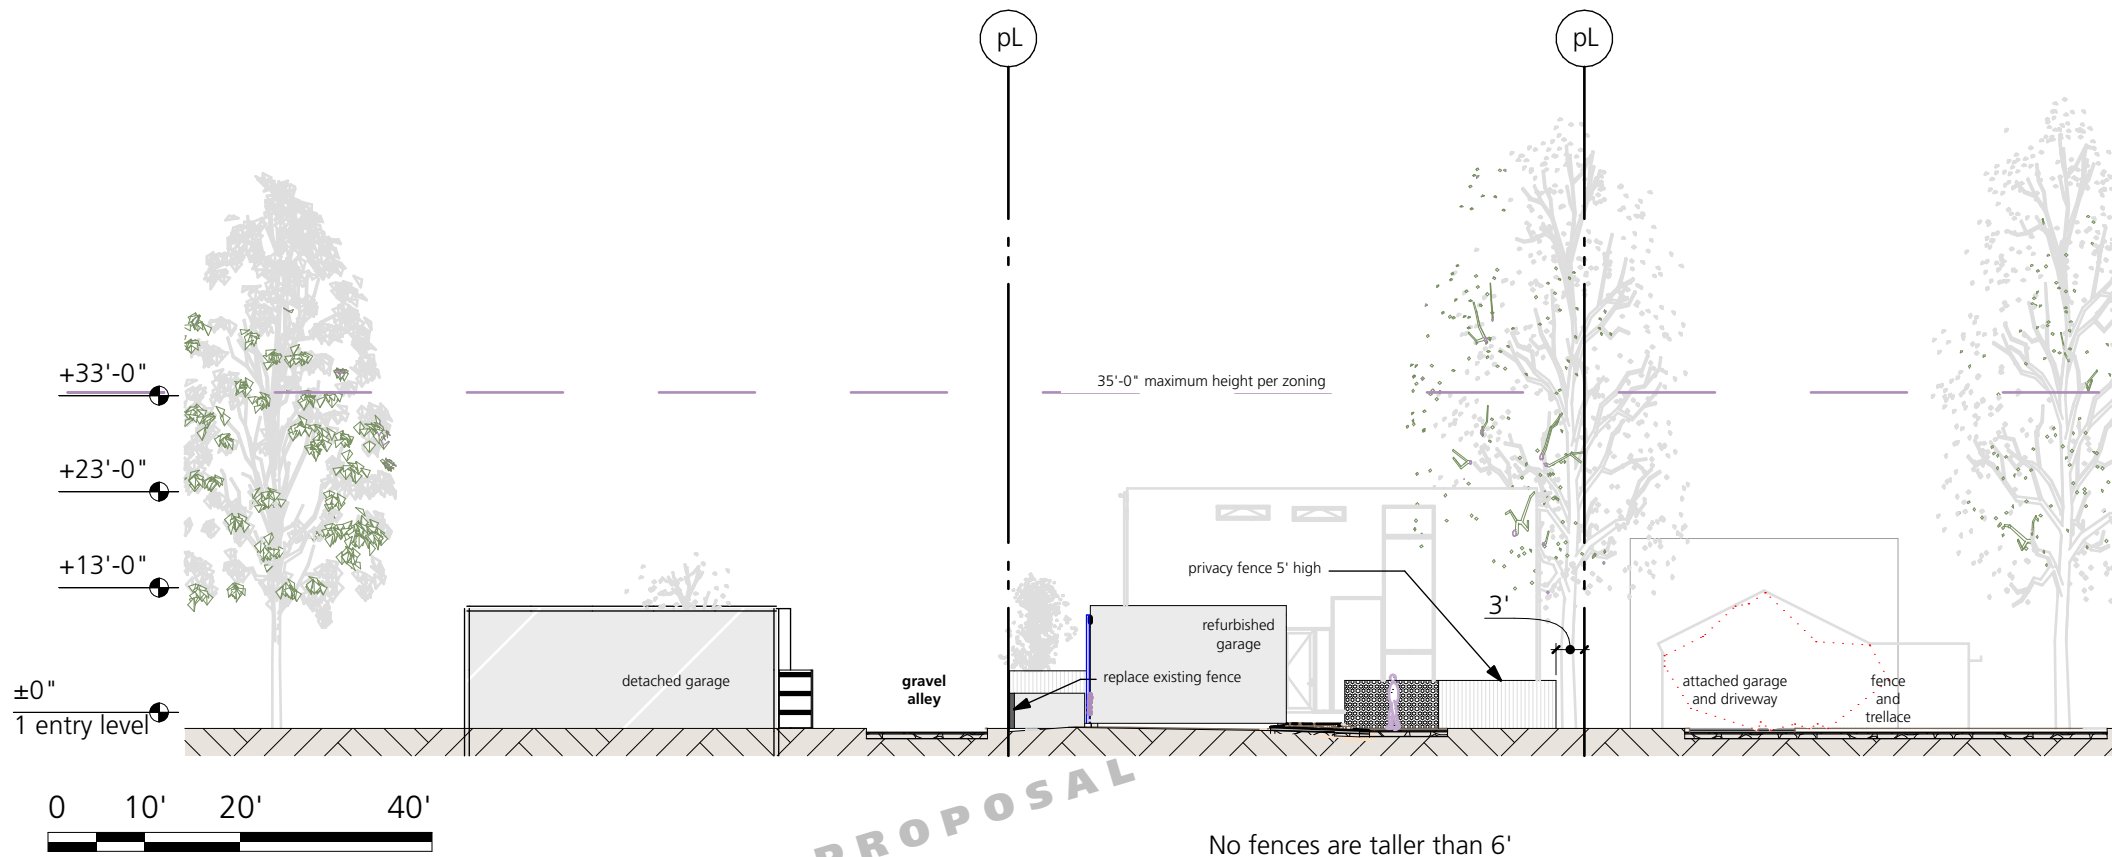 pL
pL
+33'-0"
35'-0" maximum height per zoning
+23'-0"
+13'-0"
privacy fence 5' high
3'
refurbished
garage
replace existing fence
detached garage
gravel
alley
attached garage
and driveway
fence
and
trellace
±0"
1 entry level
0 10' 20' 40'
PROPOSAL
No fences are taller than 6'